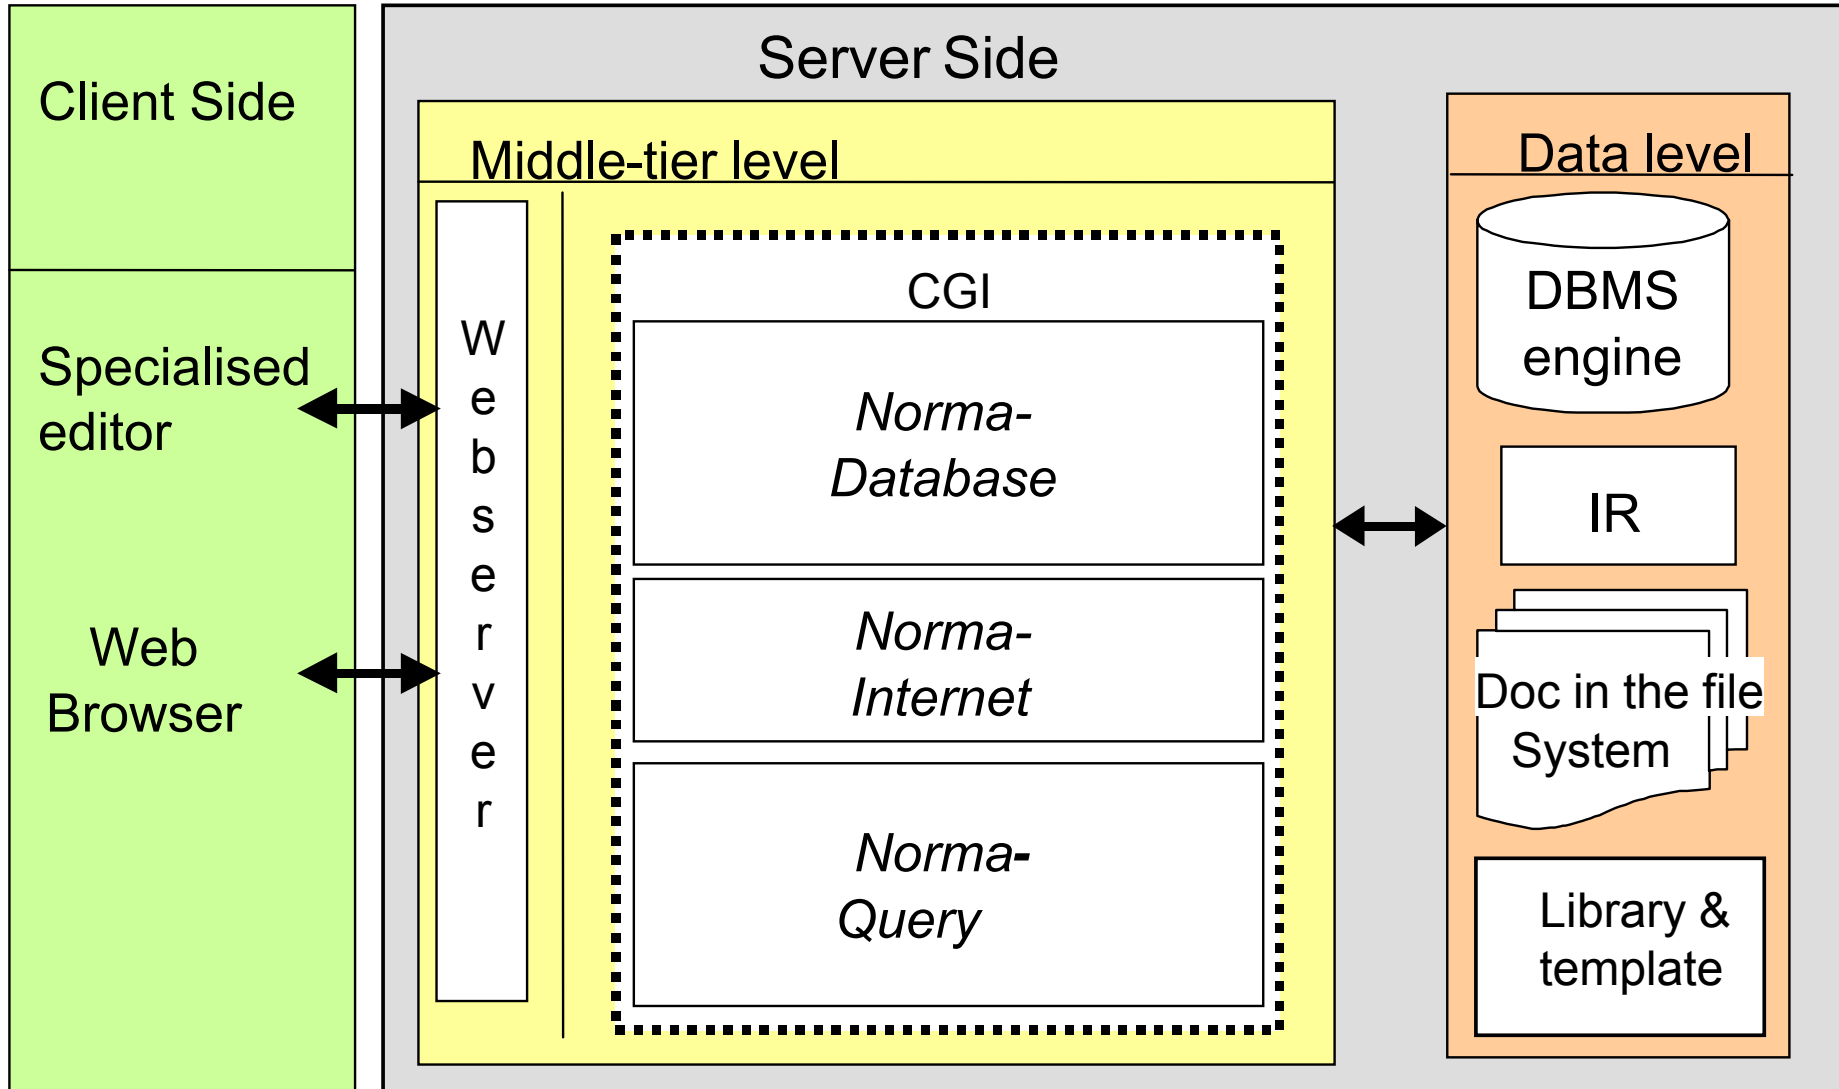 Server Side
Client Side
Middle-tier level
Data level
Specialised
editor
Web
Browser
Webserver
CGI
Norma-
Database
Norma-
Internet
Norma-
Query
DBMS
engine
IR
Doc in the file
System
Library &
template